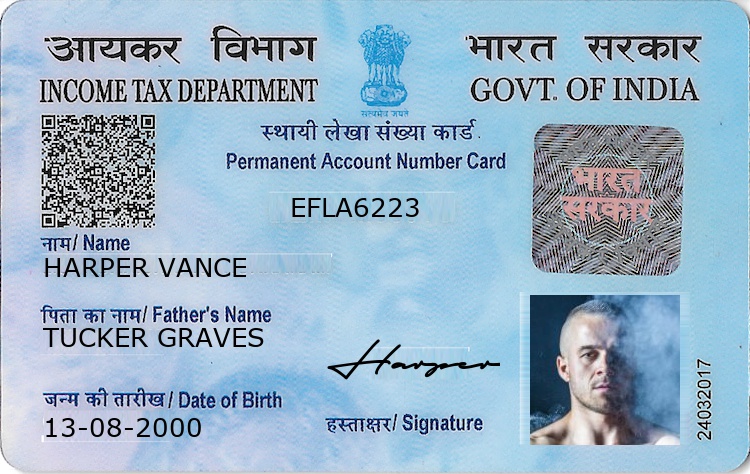 आयकर विभाग
INCOME TAX DEPARTMENT
सत्यमेव जयते
भारत सरकार
GOVT. OF INDIA
स्थायी लेखा संख्या कार्ड
Permanent Account Number Card
EFLA6223
भारत
सरकार
नाम/ Name
HARPER VANCE
पिता का नाम/ Father's Name
TUCKER GRAVES
जन्म की तारीख/ Date of Birth
13-08-2000
Harper
हस्ताक्षर/ Signature
24032017